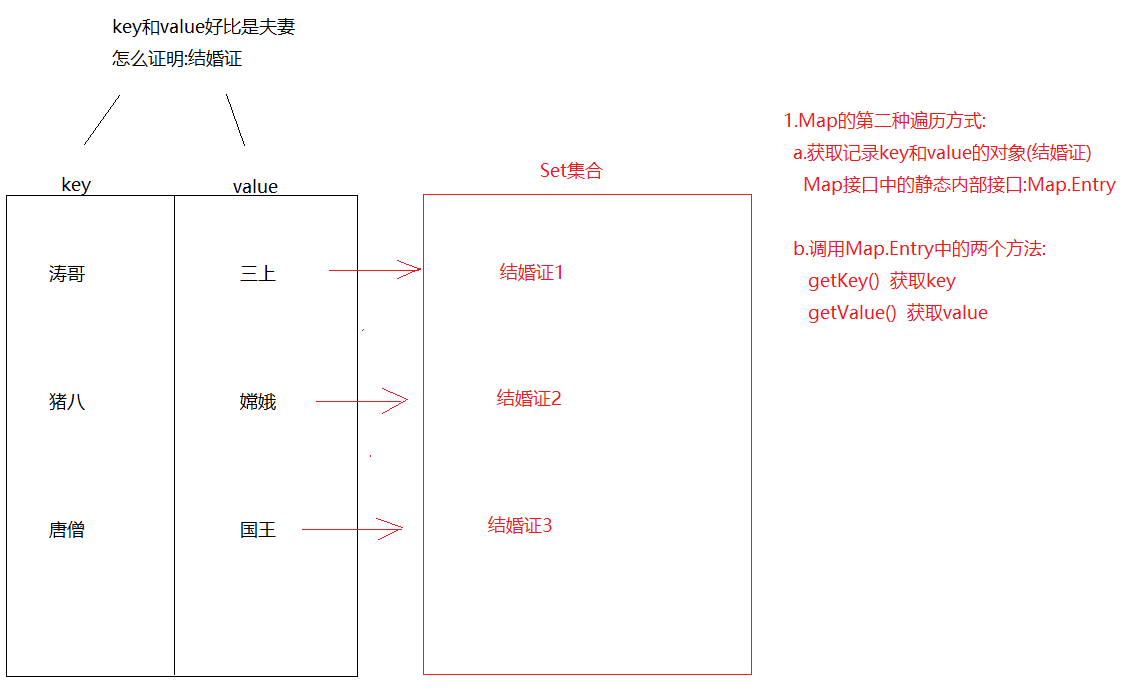 key和value好比是夫妻
怎么证明:结婚证
key
value
涛哥
三上
猪八
嫦娥
唐僧
国王
Set集合
结婚证1
结婚证2
结婚证3
1.Map的第二种遍历方式:
a.获取记录key和value的对象(结婚证)
Map接口中的静态内部接口:Map.Entry
b.调用Map.Entry中的两个方法:
getKey() 获取key
getValue() 获取value